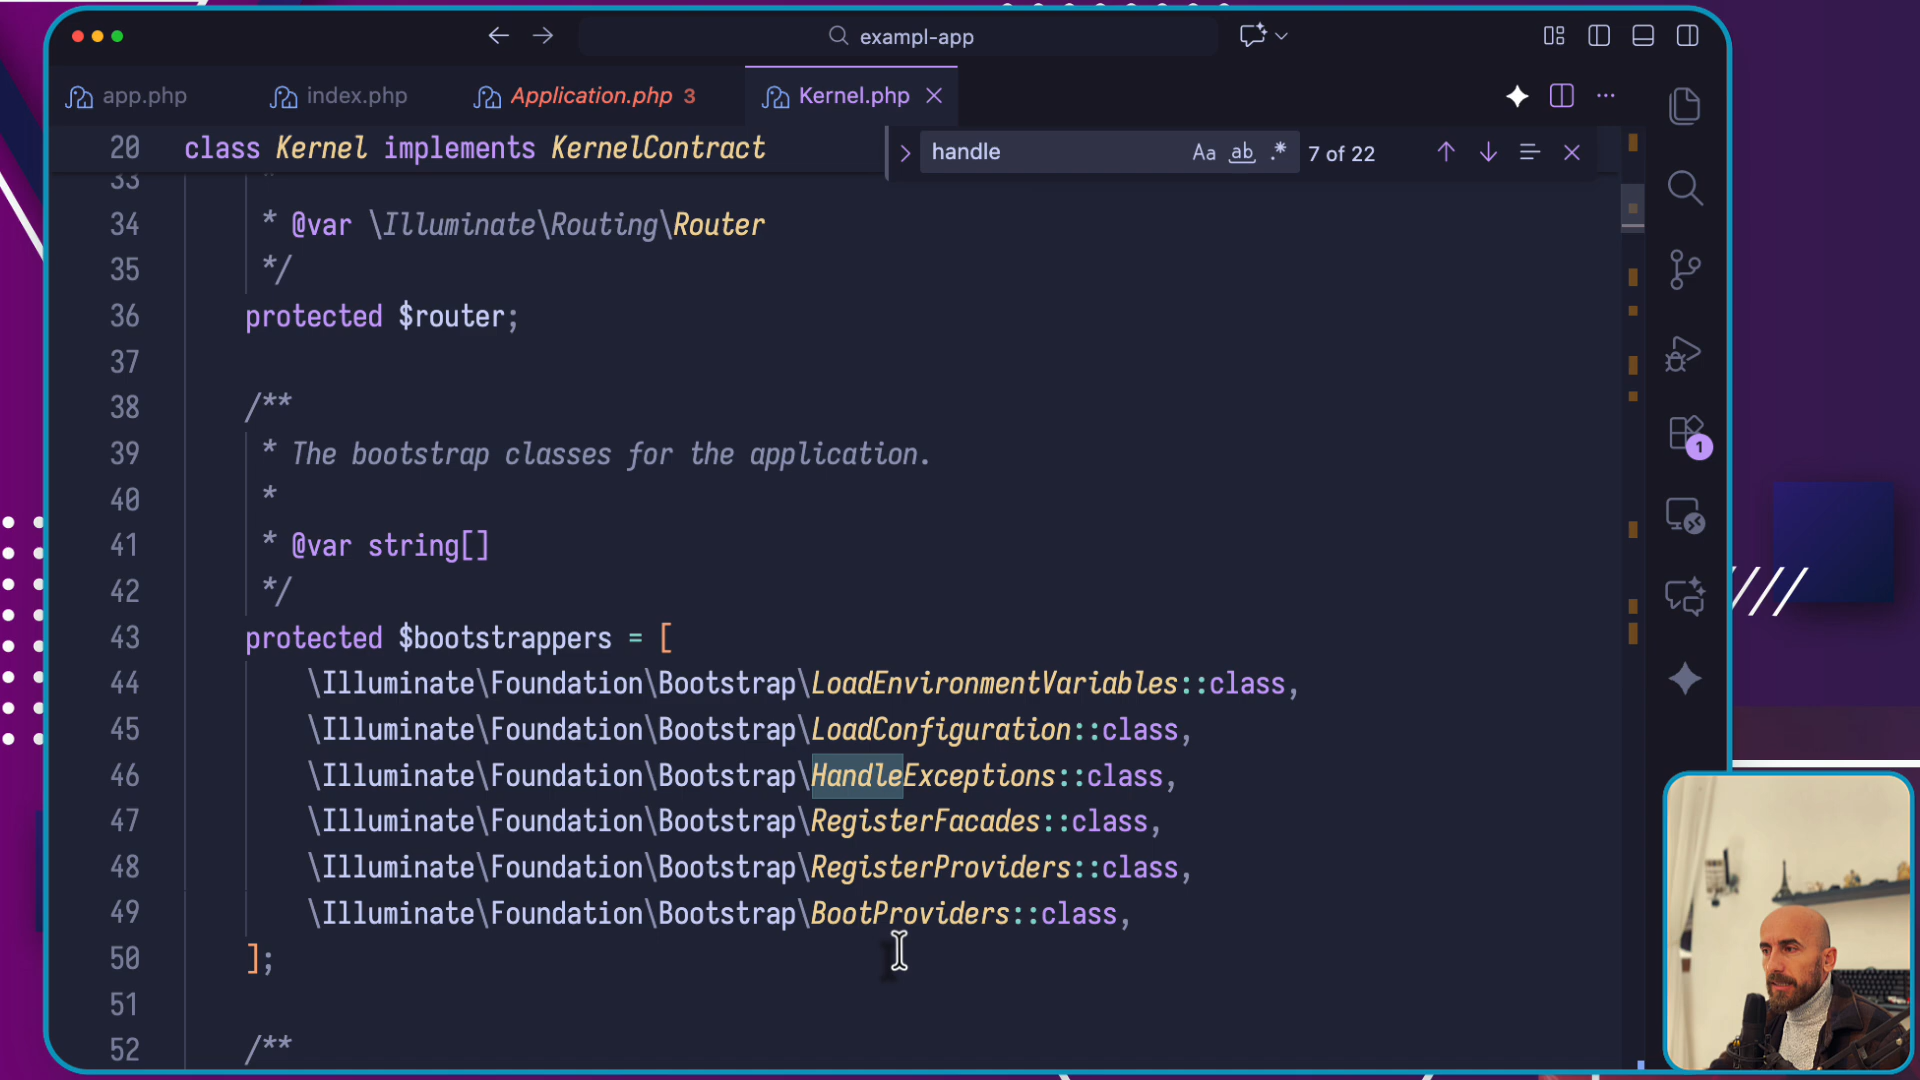 exampl-app
app.php
index.php
Application.php 3
Kernel.php
20 class Kernel implements KernelContract
handle
Aa ab .* 7 of 22
33 *
34 * @var \Illuminate\Routing\Router
35 */
36 protected $router;
37
38 /**
39 * The bootstrap classes for the application.
40 *
41 * @var string[]
42 */
43 protected $bootstrappers = [
44 \Illuminate\Foundation\Bootstrap\LoadEnvironmentVariables::class,
45 \Illuminate\Foundation\Bootstrap\LoadConfiguration::class,
46 \Illuminate\Foundation\Bootstrap\HandleExceptions::class,
47 \Illuminate\Foundation\Bootstrap\RegisterFacades::class,
48 \Illuminate\Foundation\Bootstrap\RegisterProviders::class,
49 \Illuminate\Foundation\Bootstrap\BootProviders::class,
50 ];
51
52 /**
1